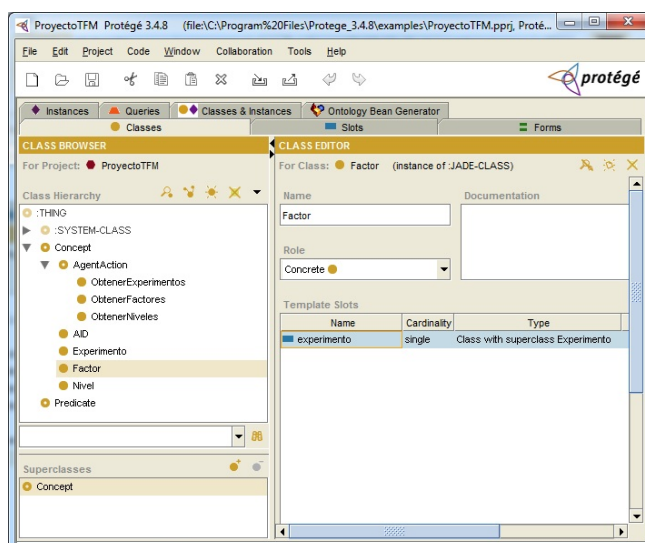 ProyectoTFM Protégé 3.4.8 (file:\C:\Program%20Files\Protege_3.4.8\examples\ProyectoTFM.pprj, Proté...
File Edit Project Code Window Collaboration Tools Help
protégé
Instances Queries Classes & Instances Ontology Bean Generator
Classes Slots Forms
CLASS BROWSER
For Project: ProyectoTFM
Class Hierarchy
:THING
:SYSTEM-CLASS
Concept
AgentAction
ObtenerExperimentos
ObtenerFactores
ObtenerNiveles
AID
Experimento
Factor
Nivel
Predicate
Superclasses
Concept
CLASS EDITOR
For Class: Factor (instance of :JADE-CLASS)
Name Documentation
Factor
Role
Concrete
Template Slots
Name Cardinality Type
experimento single Class with superclass Experimento